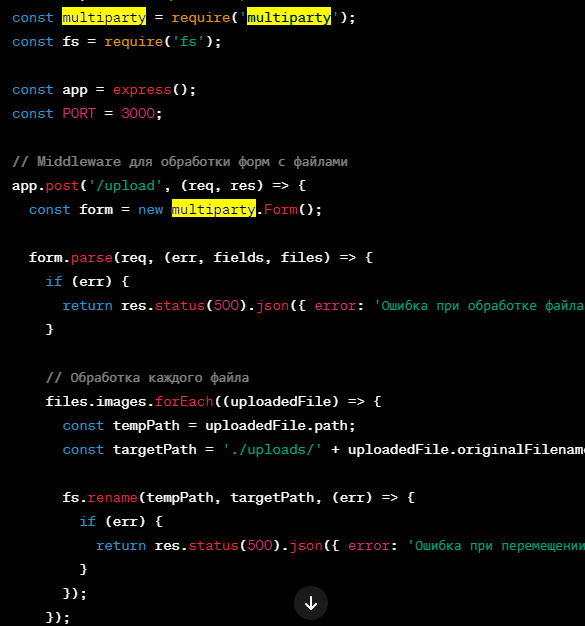 const multiparty = require('multiparty');
const fs = require('fs');
const app = express();
const PORT = 3000;
// Middleware для обработки форм с файлами
app.post('/upload', (req, res) => {
const form = new multiparty.Form();
form.parse(req, (err, fields, files) => {
if (err) {
return res.status(500).json({ error: 'Ошибка при обработке файла
}
// Обработка каждого файла
files.images.forEach((uploadedFile) => {
const tempPath = uploadedFile.path;
const targetPath = './uploads/' + uploadedFile.originalFilename
fs.rename(tempPath, targetPath, (err) => {
if (err) {
return res.status(500).json({ error: 'Ошибка при перемещении
}
});
});